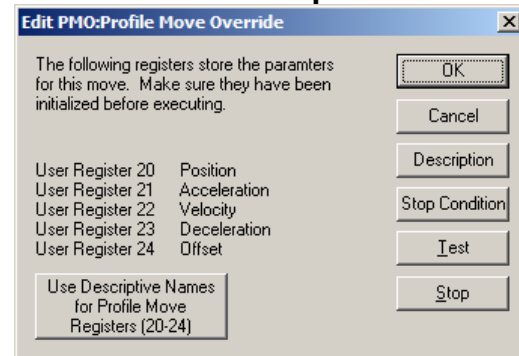 Edit PMO:Profile Move Override
The following registers store the paramters
for this move. Make sure they have been
initialized before executing.
User Register 20 Position
User Register 21 Acceleration
User Register 22 Velocity
User Register 23 Deceleration
User Register 24 Offset
Use Descriptive Names
for Profile Move
Registers (20-24)
OK
Cancel
Description
Stop Condition
Test
Stop